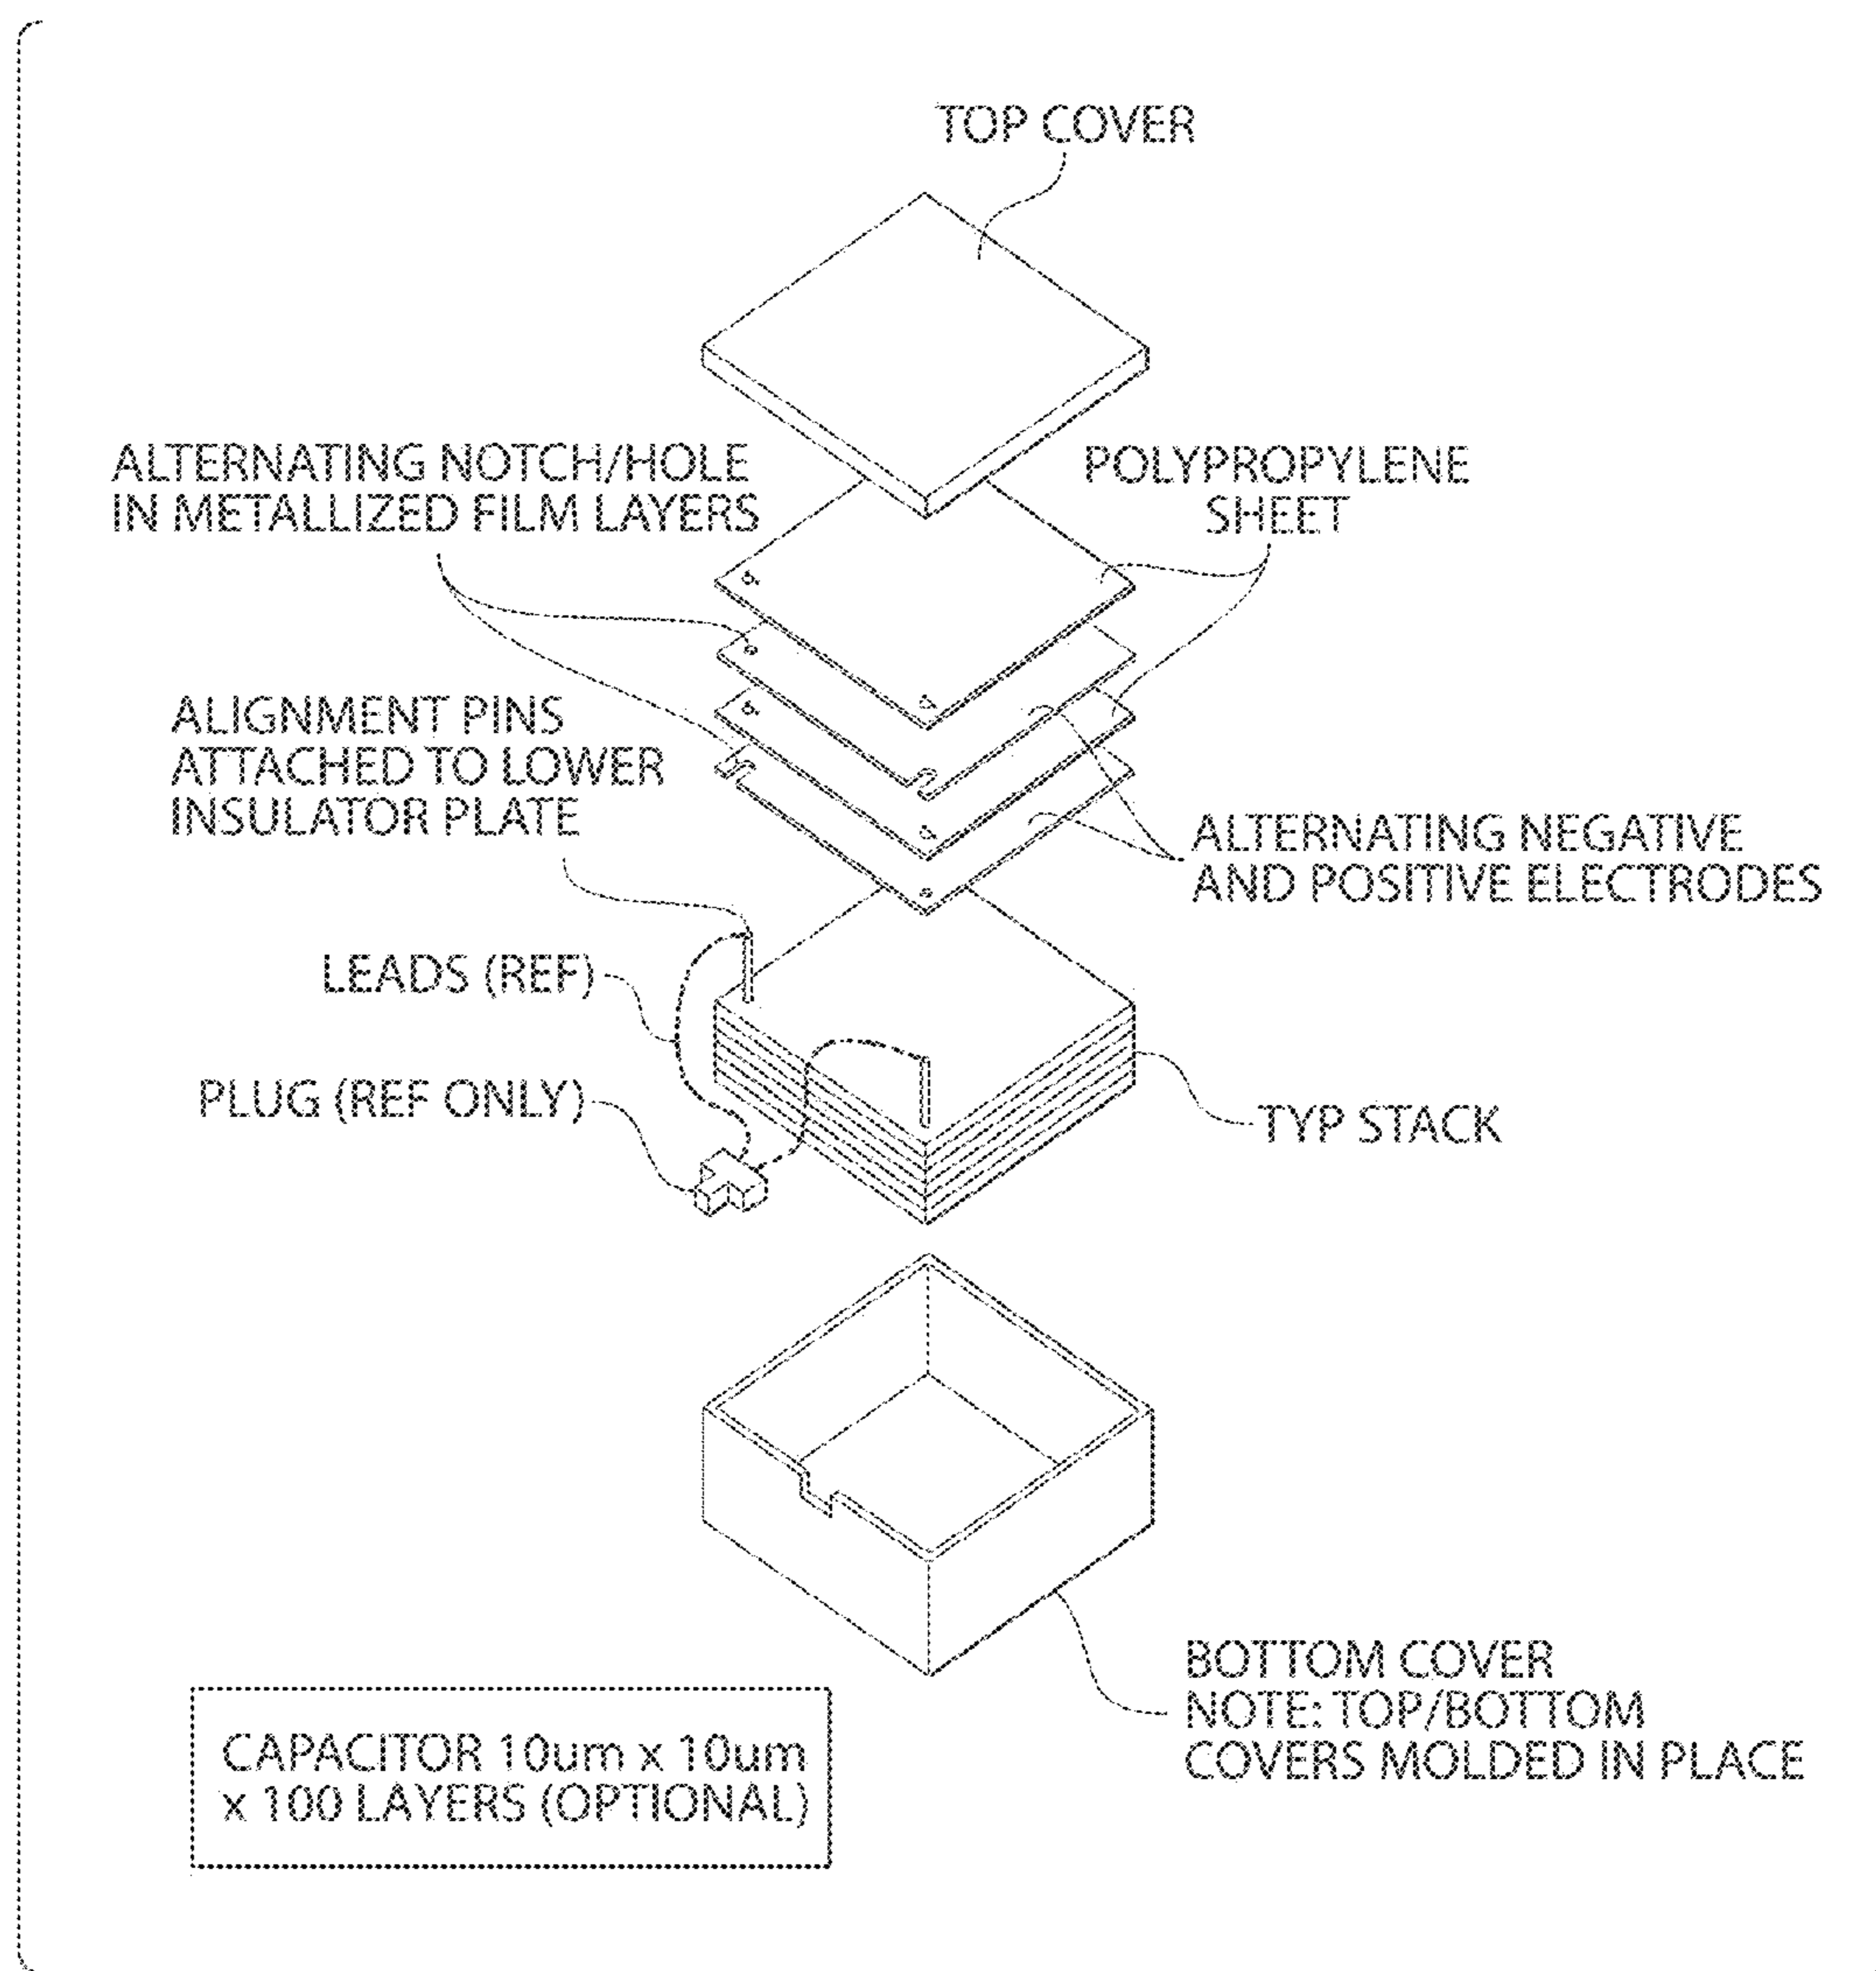 TOP COVER
ALTERNATING NOTCH/HOLE
IN METALLIZED FILM LAYERS
POLYPROPYLENE
SHEET
ALIGNMENT PINS
ATTACHED TO LOWER
INSULATOR PLATE
ALTERNATING NEGATIVE
AND POSITIVE ELECTRODES
LEADS (REF)
PLUG (REF ONLY)
TYP STACK
BOTTOM COVER
NOTE: TOP/BOTTOM
COVERS MOLDED IN PLACE
CAPACITOR 10um x 10um
x 100 LAYERS (OPTIONAL)